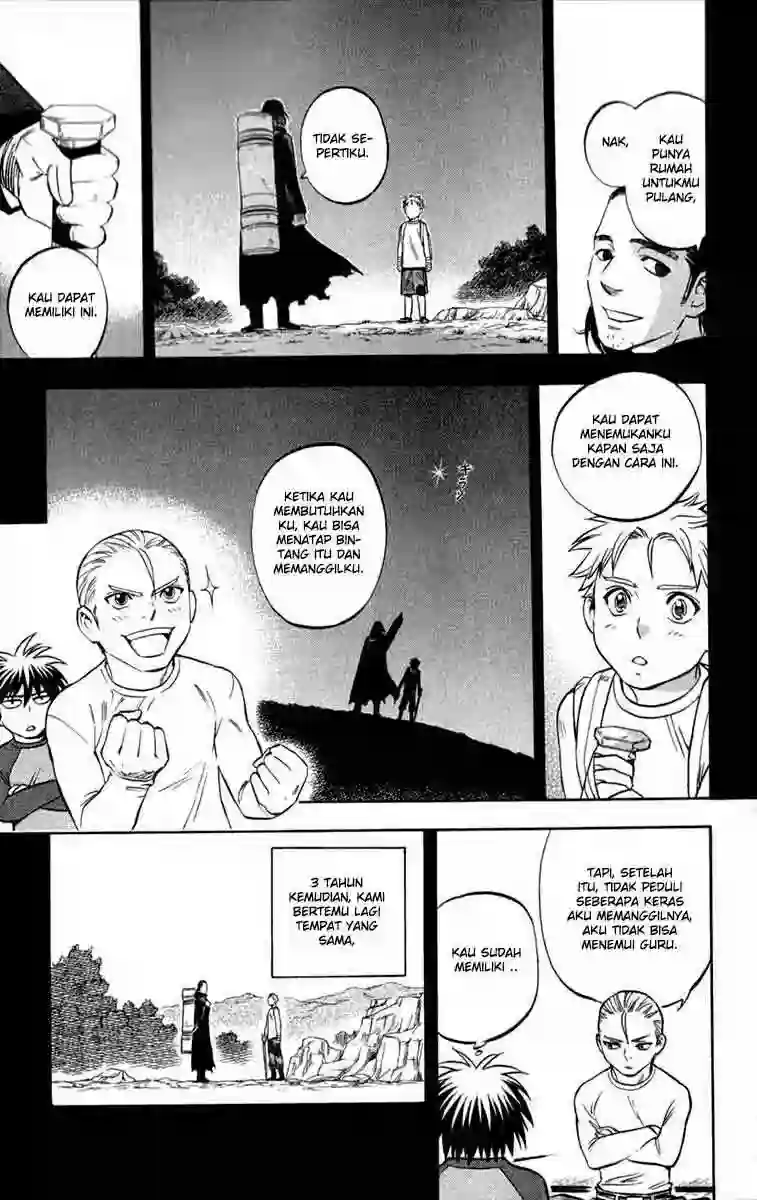 NAK,
KAU
PUNYA
RUMAH
UNTUKMU
PULANG,
TIDAK SE-
PERTIKU.
KAU DAPAT
MEMILIKI INI.
KAU DAPAT
MENEMUKANKU
KAPAN SAJA
DENGAN CARA INI.
キラン
KETIKA KAU
MEMBUTUHKAN
KU, KAU BISA
MENATAP BIN-
TANG ITU DAN
MEMANGGILKU.
TAPI, SETELAH
ITU, TIDAK PEDULI
SEBERAPA KERAS
AKU MEMANGGILNYA,
AKU TIDAK BISA
MENEMUI GURU.
KAU SUDAH
MEMILIKI ..
3 TAHUN
KEMUDIAN, KAMI
BERTEMU LAGI
TEMPAT YANG
SAMA,